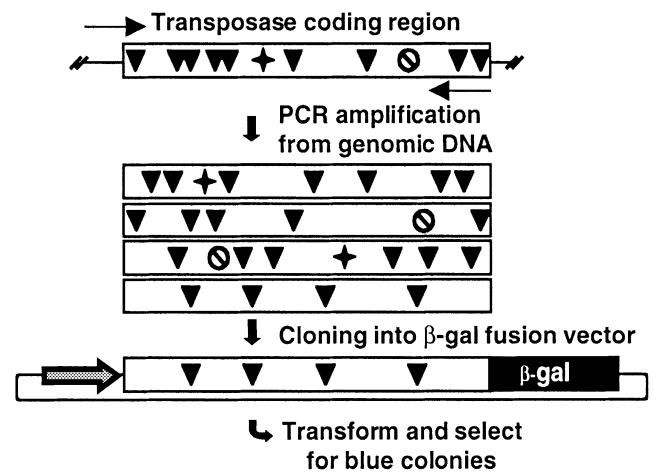 Transposase coding region
PCR amplification
from genomic DNA
Cloning into β-gal fusion vector
β-gal
Transform and select
for blue colonies